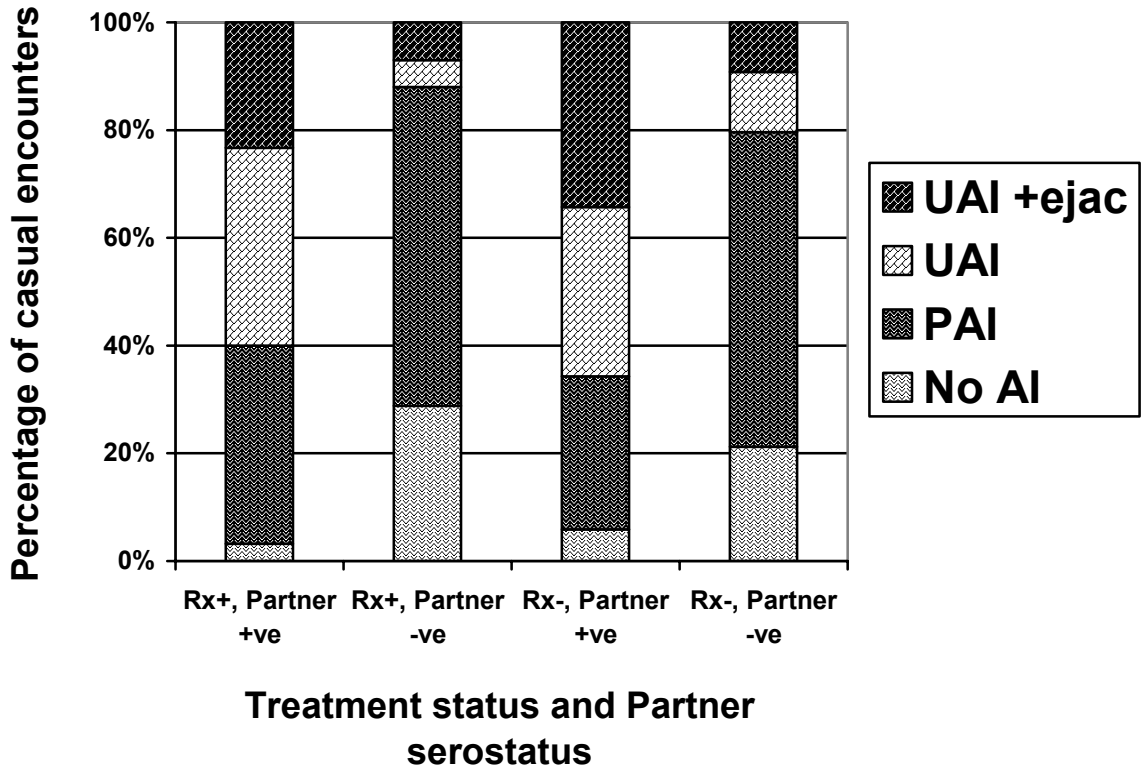 Percentage of casual encounters
100%
80%
60%
40%
20%
0%
Rx+, Partner
+ve
Rx+, Partner
-ve
Rx-, Partner
+ve
Rx-, Partner
-ve
Treatment status and Partner
serostatus
UAI +ejac
UAI
PAI
No AI